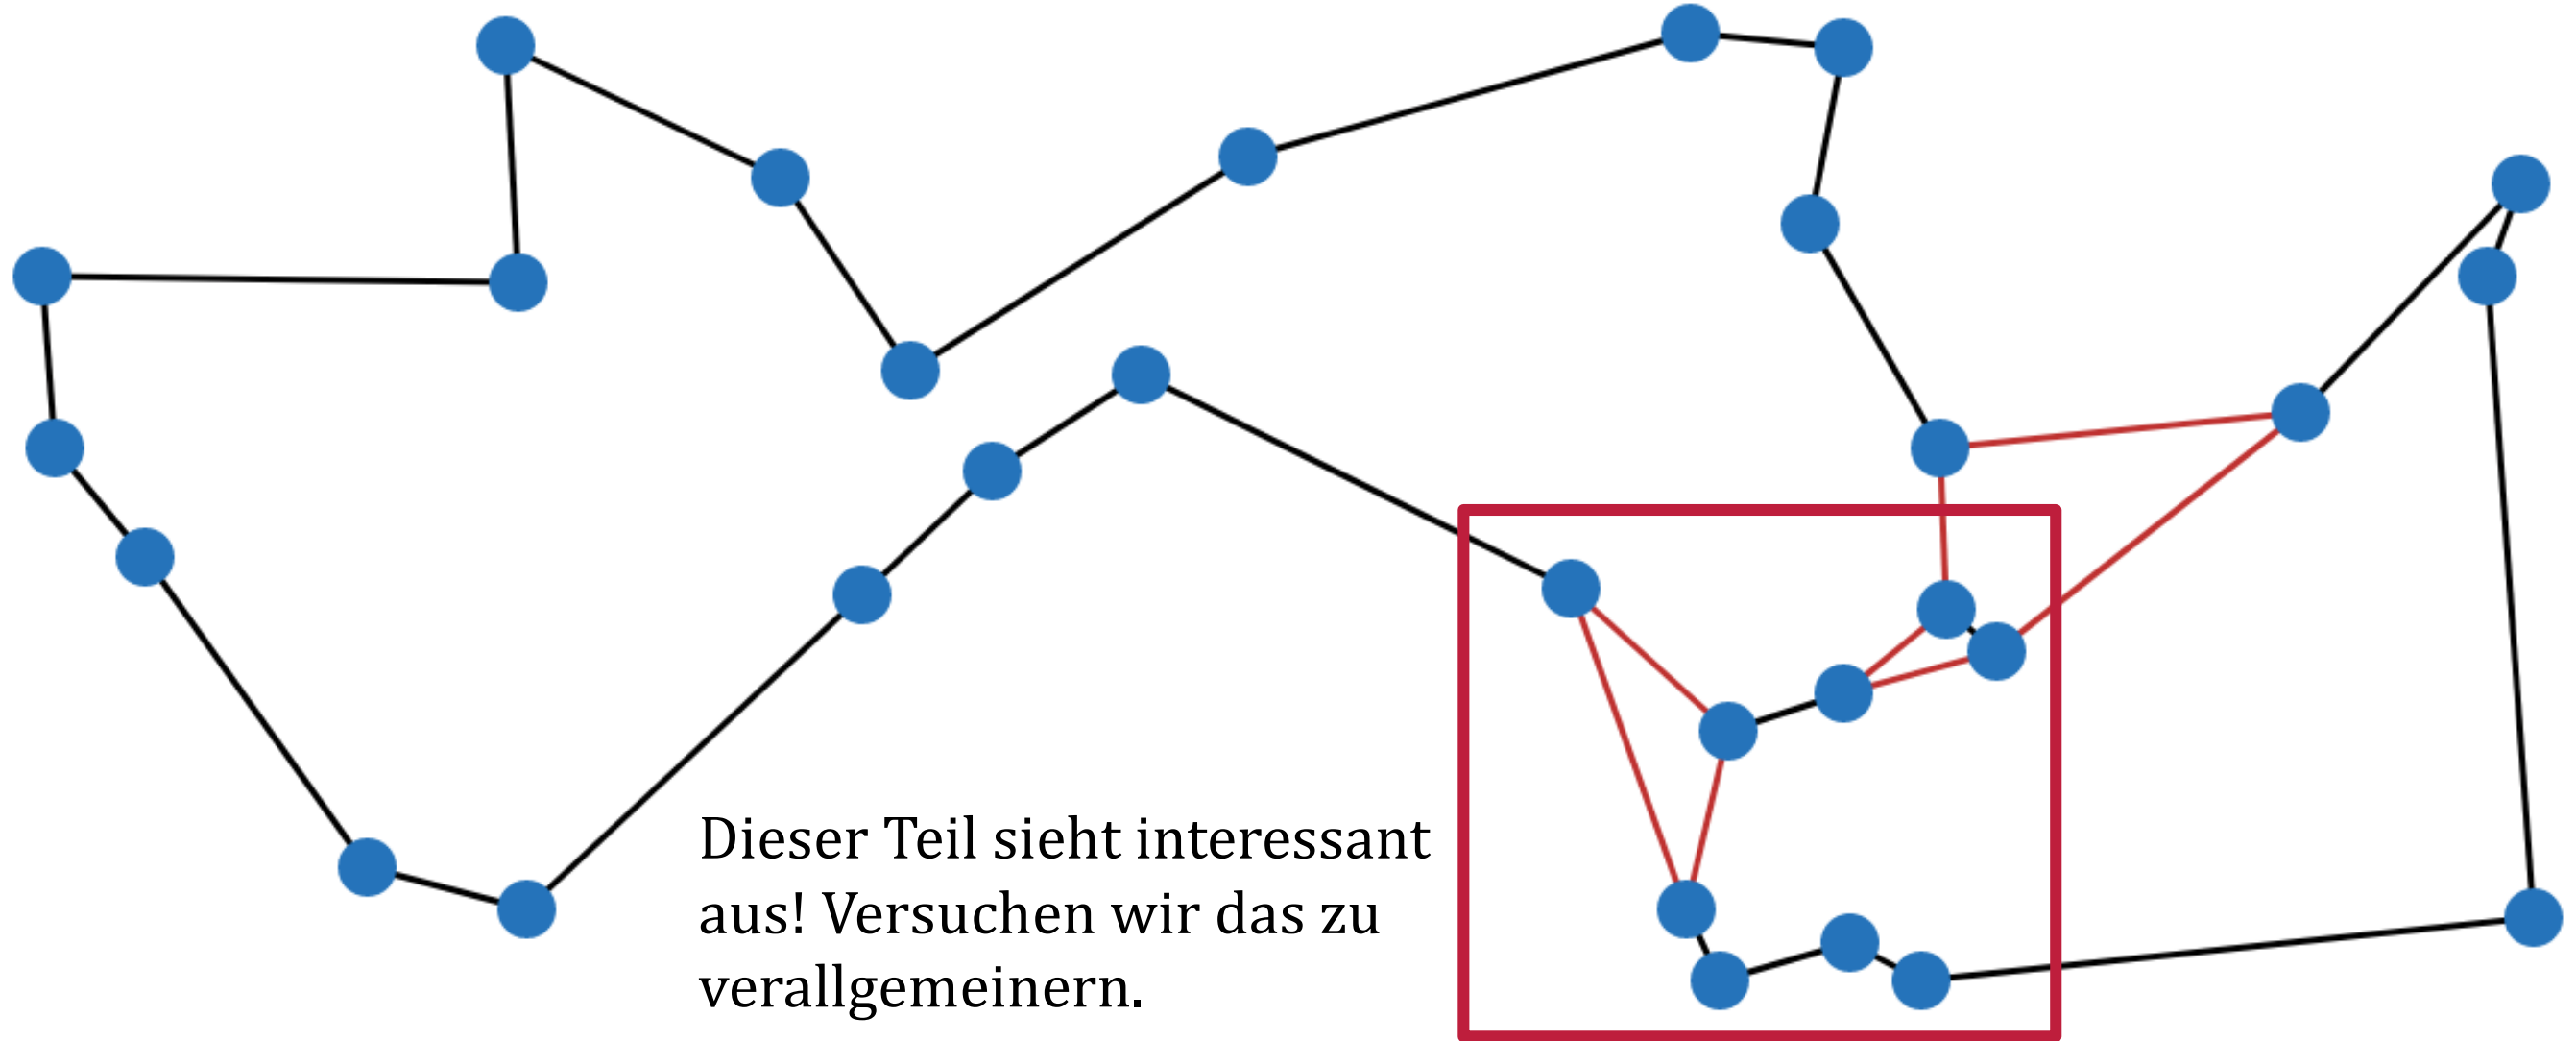 Dieser Teil sieht interessant
aus! Versuchen wir das zu
verallgemeinern.